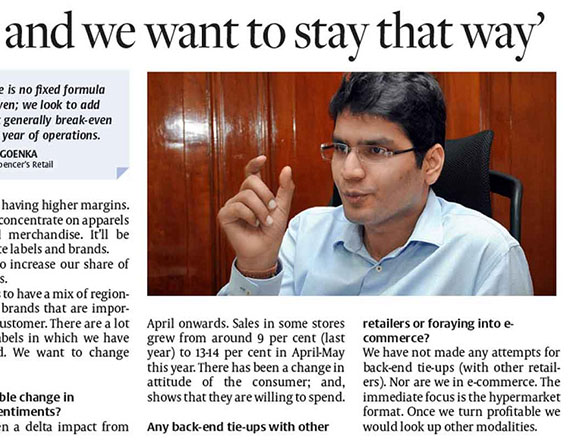 and we want to stay that way’
e is no fixed formula
ven; we look to add
generally break-even
year of operations.
GOENKA
pencer's Retail
having higher margins.
concentrate on apparels
merchandise. It'll be
te labels and brands.
o increase our share of
s.
s to have a mix of region-
brands that are impor-
ustomer. There are a lot
bels in which we have
d. We want to change
ble change in
entiments?
en a delta impact from
April onwards. Sales in some stores
grew from around 9 per cent (last
year) to 13-14 per cent in April-May
this year. There has been a change in
attitude of the consumer; and,
shows that they are willing to spend.
Any back-end tie-ups with other
retailers or foraying into e-
commerce?
We have not made any attempts for
back-end tie-ups (with other retail-
ers). Nor are we in e-commerce. The
immediate focus is the hypermarket
format. Once we turn profitable we
would look up other modalities.